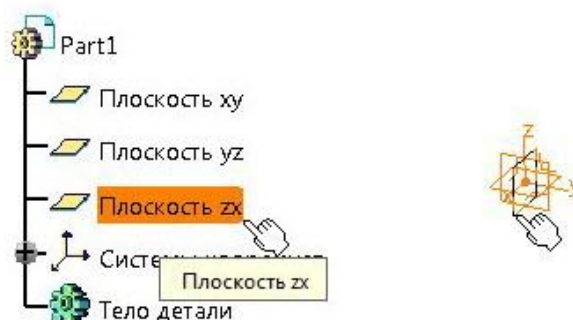 Part1
Плоскость xy
Плоскость yz
Плоскость zx
Z
Плоскость zx
Тело детали